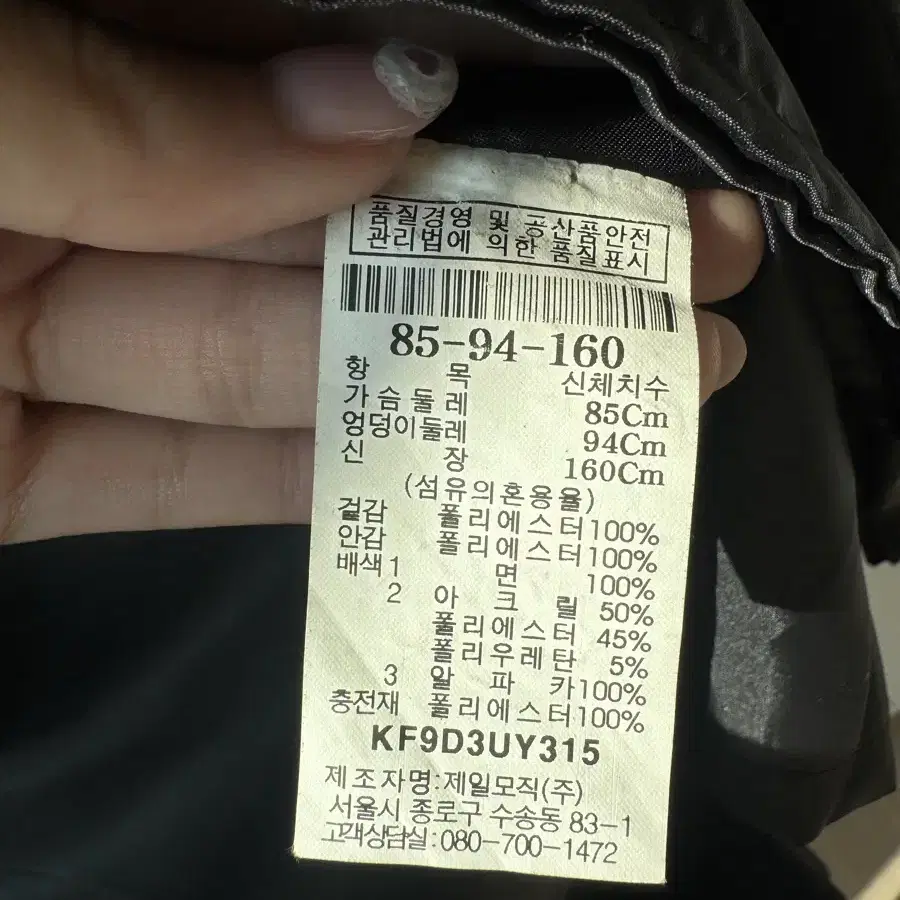 품질경영 및 공산품안전
관리법에 의한 품질표시
85-94-160
항 목 신체치수
가슴둘레 85Cm
엉덩이둘레 94Cm
신 장 160Cm
(섬유의혼용율)
겉감 폴리에스터100%
안감 폴리에스터100%
배색1 면 100%
2 아 크 릴 50%
폴리에스터 45%
폴리우레탄 5%
3 알 파 카100%
충전재 폴리에스터100%
KF9D3UY315
제조자명:제일모직(주)
서울시 종로구 수송동 83-1
고객상담실:080-700-1472